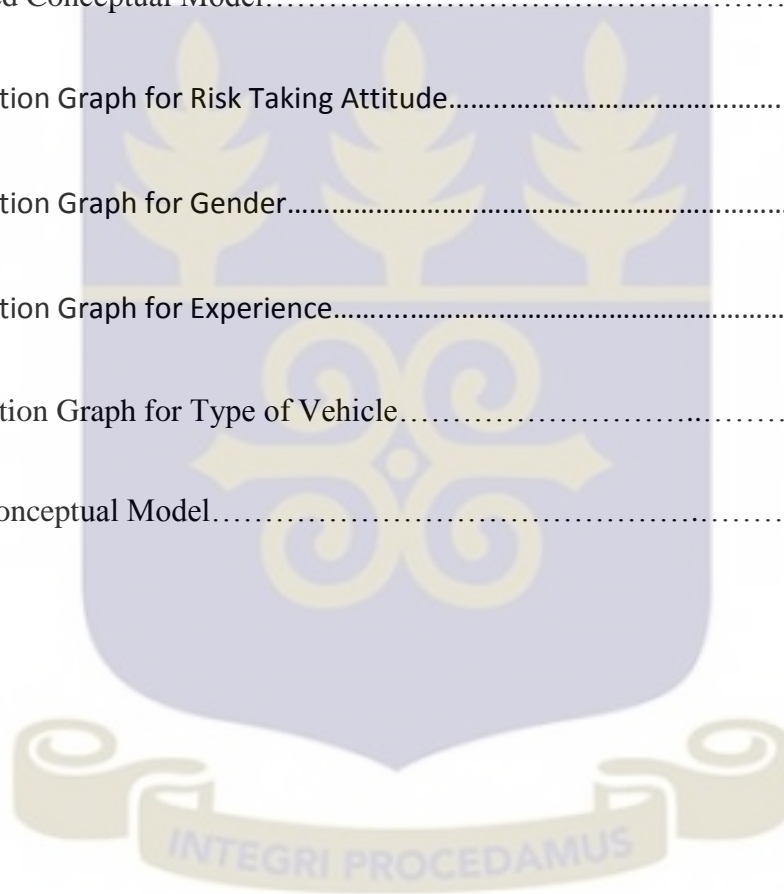 ed Conceptual Model……………………………………………………
tion Graph for Risk Taking Attitude……..……………………………………
tion Graph for Gender……………………..……………………………………
tion Graph for Experience……....………………………………………………
tion Graph for Type of Vehicle………………………..………
onceptual Model………………………………………….………
INTEGRI PROCEDAMUS